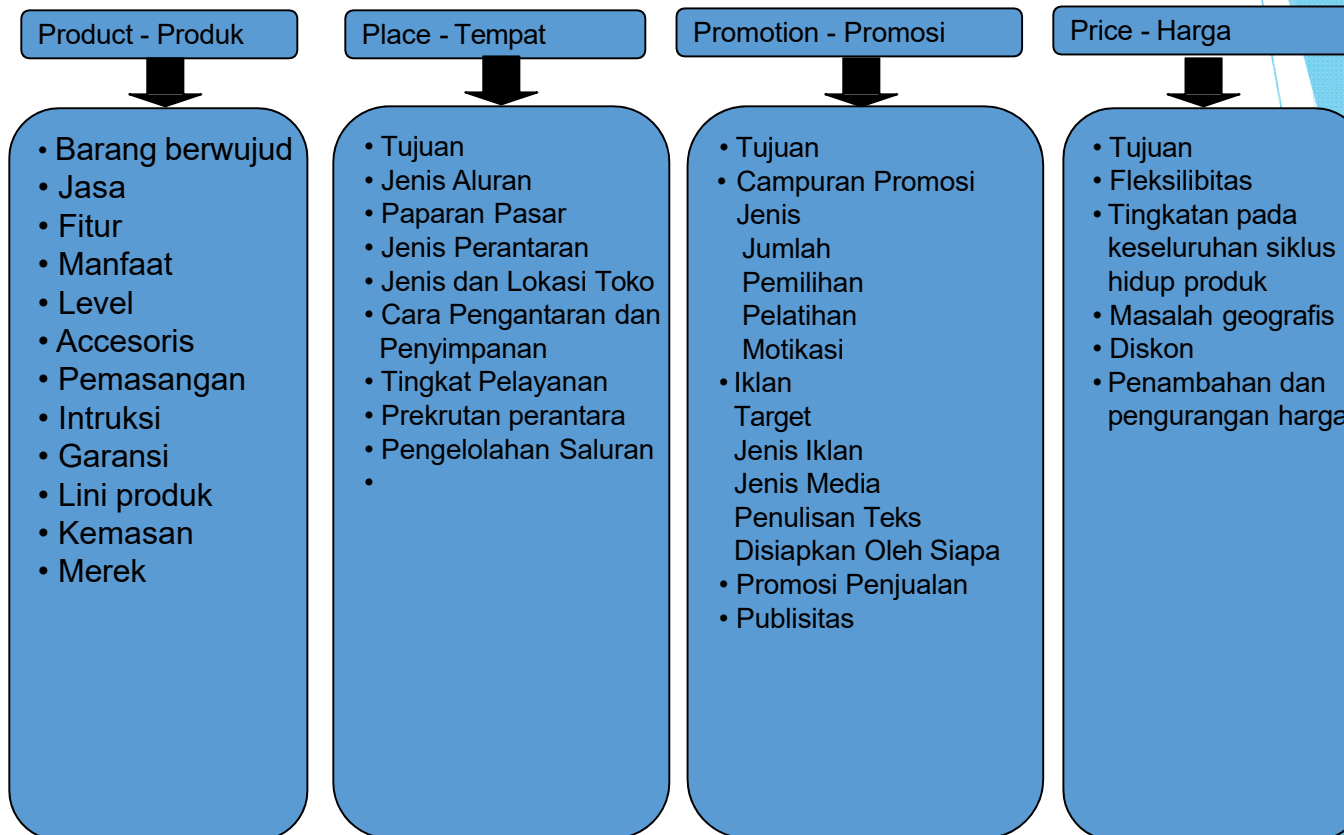 Product - Produk
• Barang berwujud
• Jasa
• Fitur
• Manfaat
• Level
• Accesoris
• Pemasangan
• Intruksi
• Garansi
• Lini produk
• Kemasan
• Merek
Place - Tempat
• Tujuan
• Jenis Aluran
• Paparan Pasar
• Jenis Perantaran
• Jenis dan Lokasi Toko
• Cara Pengantaran dan
Penyimpanan
• Tingkat Pelayanan
• Prekrutan perantara
• Pengelolahan Saluran
•
Promotion - Promosi
• Tujuan
• Campuran Promosi
Jenis
Jumlah
Pemilihan
Pelatihan
Motikasi
• Iklan
Target
Jenis Iklan
Jenis Media
Penulisan Teks
Disiapkan Oleh Siapa
• Promosi Penjualan
• Publisitas
Price - Harga
• Tujuan
• Fleksilibitas
• Tingkatan pada
keseluruhan siklus
hidup produk
• Masalah geografis
• Diskon
• Penambahan dan
pengurangan harga